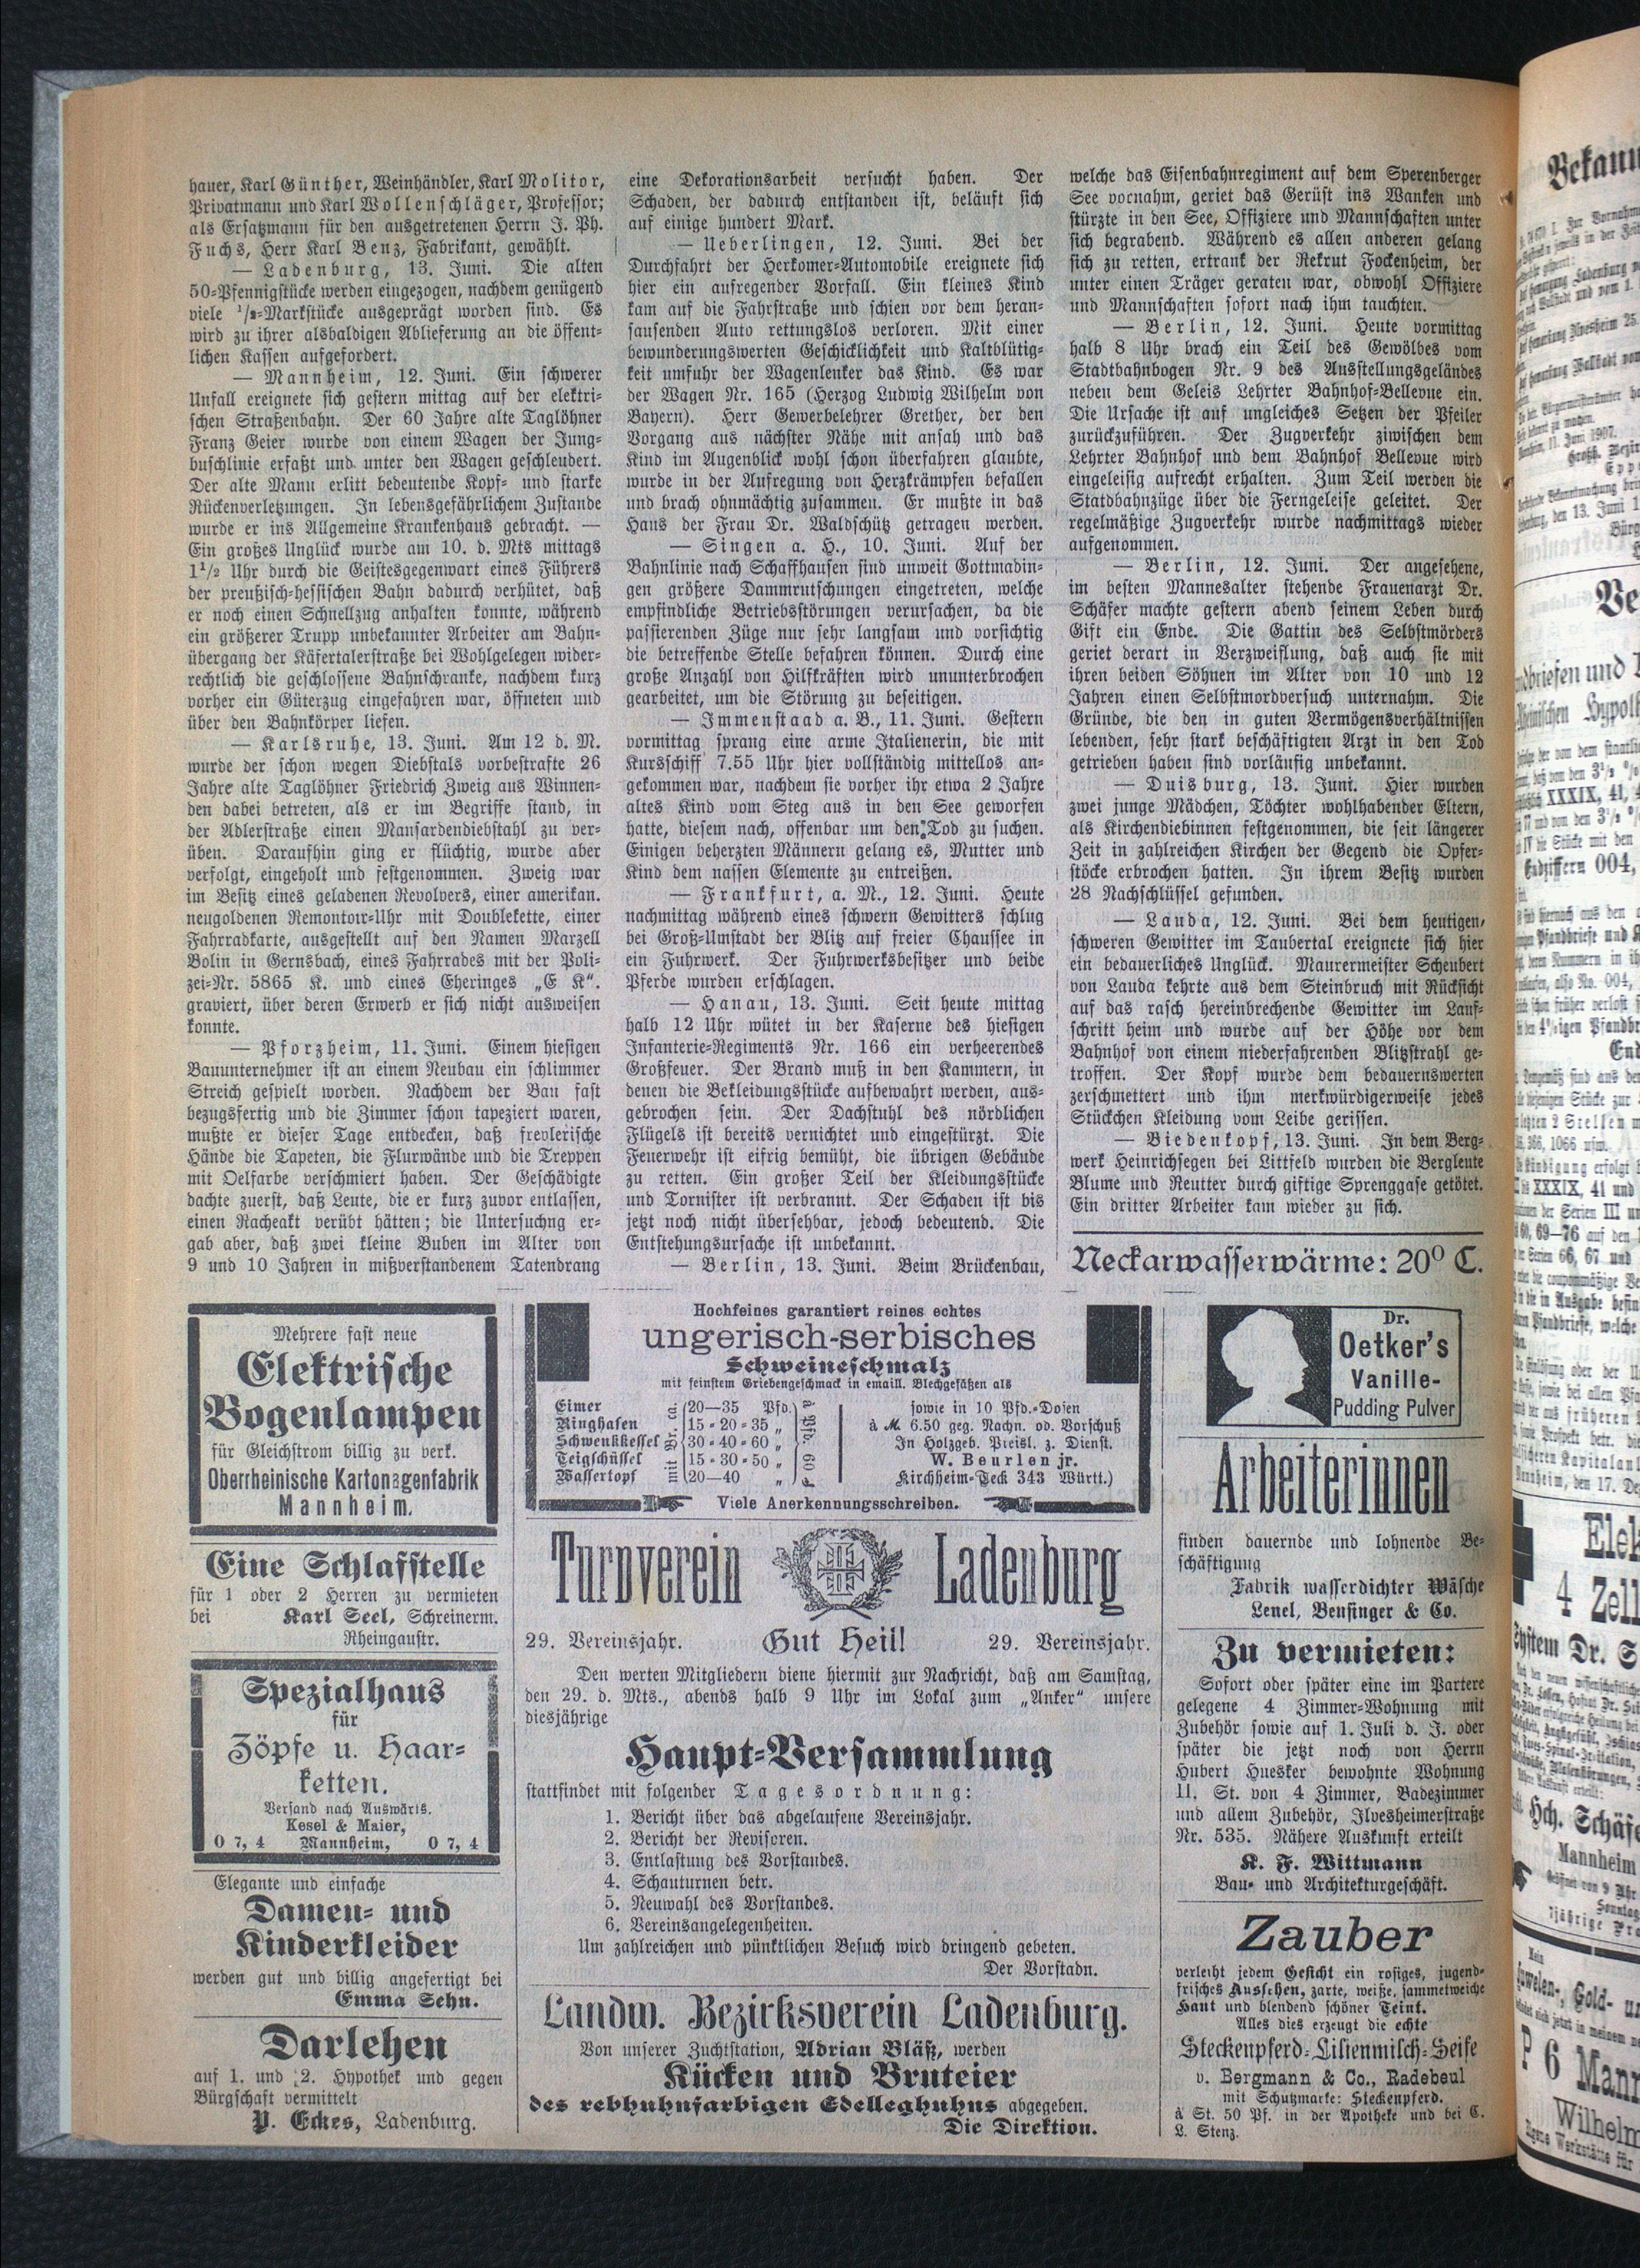 hauer, Karl Günther, Weinhändler, Karl Molitor,
Privatmann und Karl Wollenschläger, Professor;
als Ersatzmann für den ausgetretenen Herrn J. Ph.
Fuchs, Herr Karl Benz, Fabrikant, gewählt.
— Ladenburg, 13. Juni. Die alten
50-Pfennigstücke werden eingezogen, nachdem genügend
viele ½-Markstücke ausgeprägt worden sind. Es
wird zu ihrer alsbaldigen Ablieferung an die öffent-
lichen Kassen aufgefordert.
— Mannheim, 12. Juni. Ein schwerer
Unfall ereignete sich gestern mittag auf der elektri-
schen Straßenbahn. Der 60 Jahre alte Taglöhner
Franz Geier wurde von einem Wagen der Jung-
buschlinie erfaßt und unter den Wagen geschleudert.
Der alte Mann erlitt bedeutende Kopf- und starke
Rückenverletzungen. In lebensgefährlichem Zustande
wurde er ins Allgemeine Krankenhaus gebracht. —
Ein großes Unglück wurde am 10. d. Mts mittags
1½ Uhr durch die Geistesgegenwart eines Führers
der preußisch-hessischen Bahn dadurch verhütet, daß
er noch einen Schnellzug anhalten konnte, während
ein größerer Trupp unbekannter Arbeiter am Bahn-
übergang der Käfertalerstraße bei Wohlgelegen wider-
rechtlich die geschlossene Bahnschranke, nachdem kurz
vorher ein Güterzug eingefahren war, öffneten und
über den Bahnkörper liefen.
— Karlsruhe, 13. Juni. Am 12 d. M.
wurde der schon wegen Diebstals vorbestrafte 26
Jahre alte Taglöhner Friedrich Zweig aus Winnen-
den dabei betreten, als er im Begriffe stand, in
der Adlerstraße einen Mansardendiebstahl zu ver-
üben. Daraufhin ging er flüchtig, wurde aber
verfolgt, eingeholt und festgenommen. Zweig war
im Besitz eines geladenen Revolvers, einer amerikan.
neugoldenen Remontoir-Uhr mit Doublekette, einer
Fahrradkarte, ausgestellt auf den Namen Marzell
Bolin in Gernsbach, eines Fahrrades mit der Poli-
zei-Nr. 5865 K. und eines Eheringes „E K“.
graviert, über deren Erwerb er sich nicht ausweisen
konnte.
— Pforzheim, 11. Juni. Einem hiesigen
Bauunternehmer ist an einem Neubau ein schlimmer
Streich gespielt worden. Nachdem der Bau fast
bezugsfertig und die Zimmer schon tapeziert waren,
mußte er dieser Tage entdecken, daß frevlerische
Hände die Tapeten, die Flurwände und die Treppen
mit Oelfarbe verschmiert haben. Der Geschädigte
dachte zuerst, daß Leute, die er kurz zuvor entlassen,
einen Racheakt verübt hätten; die Untersuchng er-
gab aber, daß zwei kleine Buben im Alter von
9 und 10 Jahren in mißverstandenem Tatendrang
eine Dekorationsarbeit versucht haben. Der
Schaden, der dadurch entstanden ist, beläuft sich
auf einige hundert Mark.
— Ueberlingen, 12. Juni. Bei der
Durchfahrt der Herkomer-Automobile ereignete sich
hier ein aufregender Vorfall. Ein kleines Kind
kam auf die Fahrstraße und schien vor dem heran-
sausenden Auto rettungslos verloren. Mit einer
bewunderungswerten Geschicklichkeit und Kaltblütig-
keit umfuhr der Wagenlenker das Kind. Es war
der Wagen Nr. 165 (Herzog Ludwig Wilhelm von
Bayern). Herr Gewerbelehrer Grether, der den
Vorgang aus nächster Nähe mit ansah und das
Kind im Augenblick wohl schon überfahren glaubte,
wurde in der Aufregung von Herzkrämpfen befallen
und brach ohnmächtig zusammen. Er mußte in das
Haus der Frau Dr. Waldschütz getragen werden.
— Singen a. H., 10. Juni. Auf der
Bahnlinie nach Schaffhausen sind unweit Gottmadin-
gen größere Dammrutschungen eingetreten, welche
empfindliche Betriebsstörungen verursachen, da die
passierenden Züge nur sehr langsam und vorsichtig
die betreffende Stelle befahren können. Durch eine
große Anzahl von Hilfskräften wird ununterbrochen
gearbeitet, um die Störung zu beseitigen.
— Immenstaad a. B., 11. Juni. Gestern
vormittag sprang eine arme Italienerin, die mit
Kursschiff 7.55 Uhr hier vollständig mittellos an-
gekommen war, nachdem sie vorher ihr etwa 2 Jahre
altes Kind vom Steg aus in den See geworfen
hatte, diesem nach, offenbar um den Tod zu suchen.
Einigen beherzten Männern gelang es, Mutter und
Kind dem nassen Elemente zu entreißen.
— Frankfurt, a. M., 12. Juni. Heute
nachmittag während eines schwern Gewitters schlug
bei Groß-Umstadt der Blitz auf freier Chaussee in
ein Fuhrwerk. Der Fuhrwerksbesitzer und beide
Pferde wurden erschlagen.
— Hanau, 13. Juni. Seit heute mittag
halb 12 Uhr wütet in der Kaserne des hiesigen
Infanterie-Regiments Nr. 166 ein verheerendes
Großfeuer. Der Brand muß in den Kammern, in
denen die Bekleidungsstücke aufbewahrt werden, aus-
gebrochen sein. Der Dachstuhl des nördlichen
Flügels ist bereits vernichtet und eingestürzt. Die
Feuerwehr ist eifrig bemüht, die übrigen Gebäude
zu retten. Ein großer Teil der Kleidungsstücke
und Tornister ist verbrannt. Der Schaden ist bis
jetzt noch nicht übersehbar, jedoch bedeutend. Die
Entstehungsursache ist unbekannt.
— Berlin, 13. Juni. Beim Brückenbau,
welche das Eisenbahnregiment auf dem Sperenberger
See vornahm, geriet das Gerüst ins Wanken und
stürzte in den See, Offiziere und Mannschaften unter
sich begrabend. Während es allen anderen gelang
sich zu retten, ertrank der Rekrut Fockenheim, der
unter einen Träger geraten war, obwohl Offiziere
und Mannschaften sofort nach ihm tauchten.
— Berlin, 12. Juni. Heute vormittag
halb 8 Uhr brach ein Teil des Gewölbes vom
Stadtbahnbogen Nr. 9 des Ausstellungsgeländes
neben dem Geleis Lehrter Bahnhof-Bellevue ein.
Die Ursache ist auf ungleiches Setzen der Pfeiler
zurückzuführen. Der Zugverkehr ziwischen dem
Lehrter Bahnhof und dem Bahnhof Bellevue wird
eingeleisig aufrecht erhalten. Zum Teil werden die
Statdbahnzüge über die Ferngeleise geleitet. Der
regelmäßige Zugverkehr wurde nachmittags wieder
aufgenommen.
— Berlin, 12. Juni. Der angesehene,
im besten Mannesalter stehende Frauenarzt Dr.
Schäfer machte gestern abend seinem Leben durch
Gift ein Ende. Die Gattin des Selbstmörders
geriet derart in Verzweiflung, daß auch sie mit
ihren beiden Söhnen im Alter von 10 und 12
Jahren einen Selbstmordversuch unternahm. Die
Gründe, die den in guten Vermögensverhältnissen
lebenden, sehr stark beschäftigten Arzt in den Tod
getrieben haben sind vorläufig unbekannt.
— Duisburg, 13. Juni. Hier wurden
zwei junge Mädchen, Töchter wohlhabender Eltern,
als Kirchendiebinnen festgenommen, die seit längerer
Zeit in zahlreichen Kirchen der Gegend die Opfer-
stöcke erbrochen hatten. In ihrem Besitz wurden
28 Nachschlüssel gefunden.
— Lauda, 12. Juni. Bei dem heutigen,
schweren Gewitter im Taubertal ereignete sich hier
ein bedauerliches Unglück. Maurermeister Scheubert
von Lauda kehrte aus dem Steinbruch mit Rücksicht
auf das rasch hereinbrechende Gewitter im Lauf-
schritt heim und wurde auf der Höhe vor dem
Bahnhof von einem niederfahrenden Blitzstrahl ge-
troffen. Der Kopf wurde dem bedauernswerten
zerschmettert und ihm merkwürdigerweise jedes
Stückchen Kleidung vom Leibe gerissen.
— Biedenkopf, 13. Juni. In dem Berg-
werk Heinrichsegen bei Littfeld wurden die Bergleute
Blume und Reutter durch giftige Sprenggase getötet.
Ein dritter Arbeiter kam wieder zu sich.
Neckarwasserwärme: 20⁰ C.
Mehrere fast neue
Elektrische
Bogenlampen
für Gleichstrom billig zu verk.
Oberrheinische Kartonagenfabrik
Mannheim.
Eine Schlafstelle
für 1 oder 2 Herren zu vermieten
bei Karl Seel, Schreinerm.
Rheingaustr.
Spezialhaus
für
Zöpfe u. Haar-
ketten.
Versand nach Auswärts.
Kesel & Maier,
O 7, 4 Mannheim, O 7, 4
Elegante und einfache
Damen- und
Kinderkleider
werden gut und billig angefertigt bei
Emma Sehn.
Darlehen
auf 1. und 2. Hypothek und gegen
Bürgschaft vermittelt
P. Eckes, Ladenburg.
Hochfeines garantiert reines echtes
ungerisch-serbisches
Schweineschmalz
mit feinstem Griebengeschmack in emaill. Blechgefäßen als
Eimer 20—35 Pfd.
Ringhafen 15-20-35 „
Schwenkkessel 30-40-60 „
Teigschüssel 15-30-50 „
Wassertopf 20—40 „
sowie in 10 Pfd.-Dosen
à M. 6.50 geg. Nachn. od. Vorschuß
In Holzgeb. Preisl. z. Dienst.
W. Beurlen jr.
Kirchheim-Teck 343 Württ.)
Viele Anerkennungsschreiben.
Turnverein Ladenburg
29. Vereinsjahr. Gut Heil! 29. Vereinsjahr.
Den werten Mitgliedern diene hiermit zur Nachricht, daß am Samstag,
den 29. d. Mts., abends halb 9 Uhr im Lokal zum „Anker“ unsere
diesjährige
Haupt-Versammlung
stattfindet mit folgender Tagesordnung:
1. Bericht über das abgelaufene Vereinsjahr.
2. Bericht der Revisoren.
3. Entlastung des Vorstandes.
4. Schauturnen betr.
5. Neuwahl des Vorstandes.
6. Vereinsangelegenheiten.
Um zahlreichen und pünktlichen Besuch wird dringend gebeten.
Der Vorstadn.
Landw. Bezirksverein Ladenburg.
Von unserer Zuchtstation, Adrian Bläß, werden
Kücken und Bruteier
des rebhuhnfarbigen Edelleghuhns abgegeben.
Die Direktion.
Dr.
Oetker's
Vanille-
Pudding Pulver
Arbeiterinnen
finden dauernde und lohnende Be-
schäftigung
Fabrik wasserdichter Wäsche
Lenel, Bensinger & Co.
Zu vermieten:
Sofort oder später eine im Partere
gelegene 4 Zimmer-Wohnung mit
Zubehör sowie auf 1. Juli d. J. oder
später die jetzt noch von Herrn
Hubert Huesker bewohnte Wohnung
11. St. von 4 Zimmer, Badezimmer
und allem Zubehör, Ilvesheimerstraße
Nr. 535. Nähere Auskunft erteilt
K. F. Wittmann
Bau- und Architekturgeschäft.
Zauber
verleiht jedem Gesicht ein rosiges, jugend-
frisches Aussehen, zarte, weiße, sammetweiche
Haut und blendend schöner Teint.
Alles dies erzeugt die echte
Steckenpferd-Lilienmilch-Seife
v. Bergmann & Co., Radebeul
mit Schutzmarke: Steckenpferd.
à St. 50 Pf. in der Apotheke und bei C.
L. Stenz.